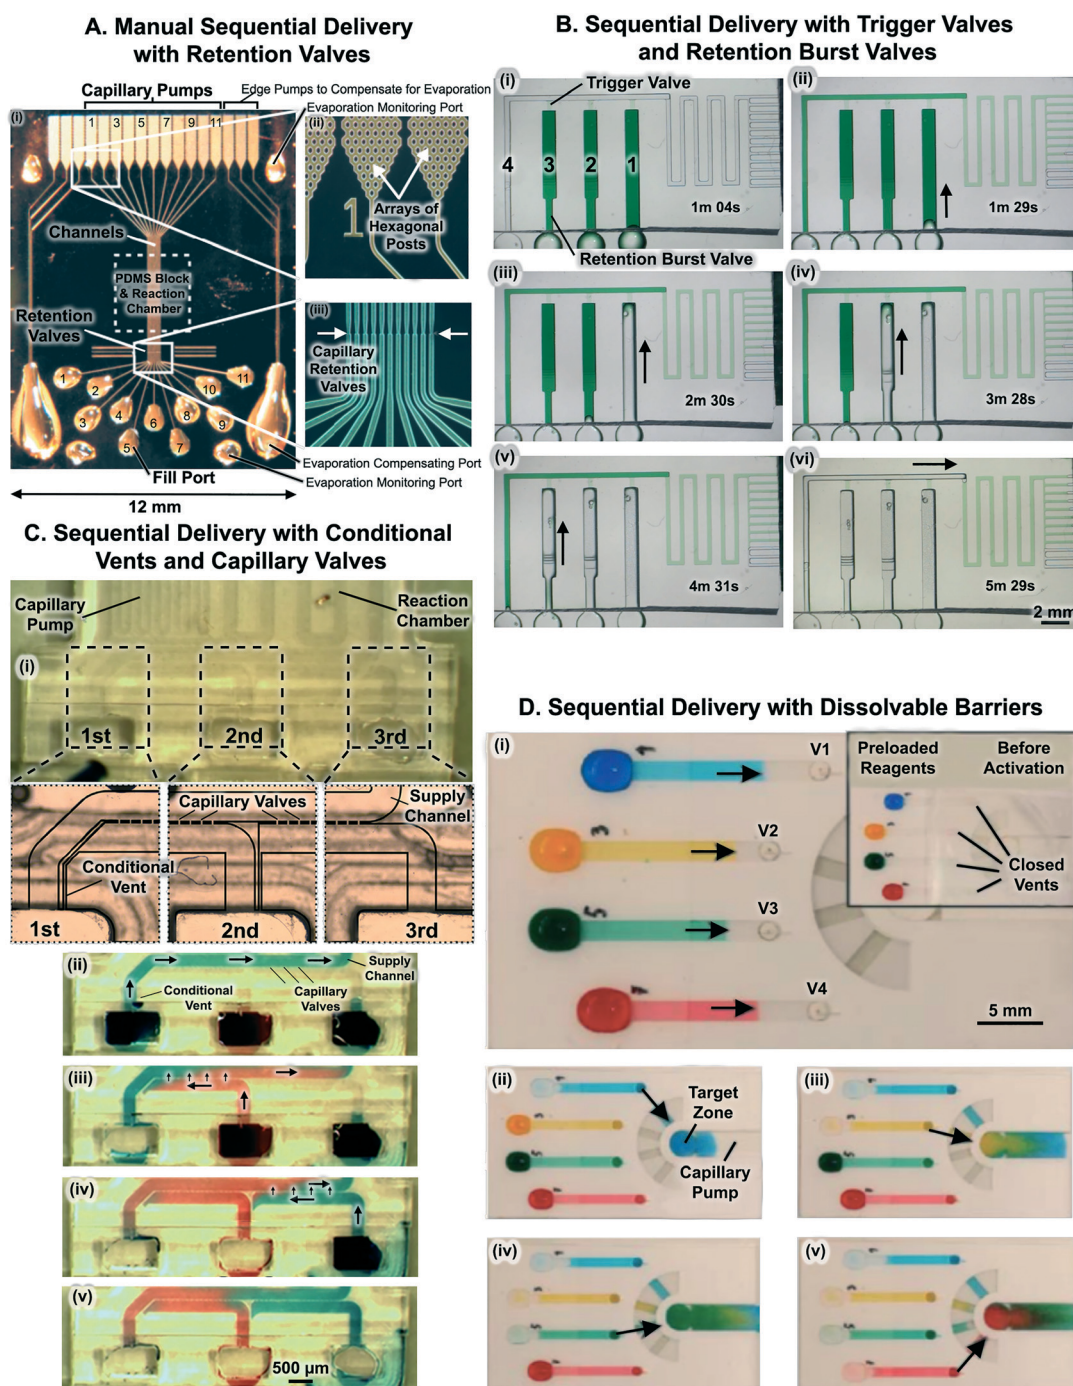 A. Manual Sequential Delivery
with Retention Valves
Capillary Pumps
Edge Pumps to Compensate for Evaporation
Evaporation Monitoring Port
(i)
1 3 5 7 9 11
Channels
PDMS Block
& Reaction
Chamber
Retention
Valves
1
2
3
4
5
6
7
8
9
10
11
Fill Port
12 mm
(ii)
1
Arrays of
Hexagonal
Posts
(iii)
Capillary
Retention
Valves
Evaporation Compensating Port
Evaporation Monitoring Port
B. Sequential Delivery with Trigger Valves
and Retention Burst Valves
(i)
Trigger Valve
4 3 2 1
1m 04s
Retention Burst Valve
(ii)
1m 29s
(iii)
2m 30s
(iv)
3m 28s
(v)
4m 31s
(vi)
5m 29s
2 mm
C. Sequential Delivery with Conditional
Vents and Capillary Valves
Capillary
Pump
Reaction
Chamber
(i)
1st
2nd
3rd
Capillary Valves
Supply
Channel
Conditional
Vent
1st
2nd
3rd
(ii)
Conditional
Vent
Capillary
Valves
Supply
Channel
(iii)
(iv)
(v)
500 µm
D. Sequential Delivery with Dissolvable Barriers
(i)
1
V1
3
V2
5
V3
V4
Preloaded
Reagents
Before
Activation
Closed
Vents
5 mm
(ii)
Target
Zone
Capillary
Pump
(iii)
(iv)
(v)